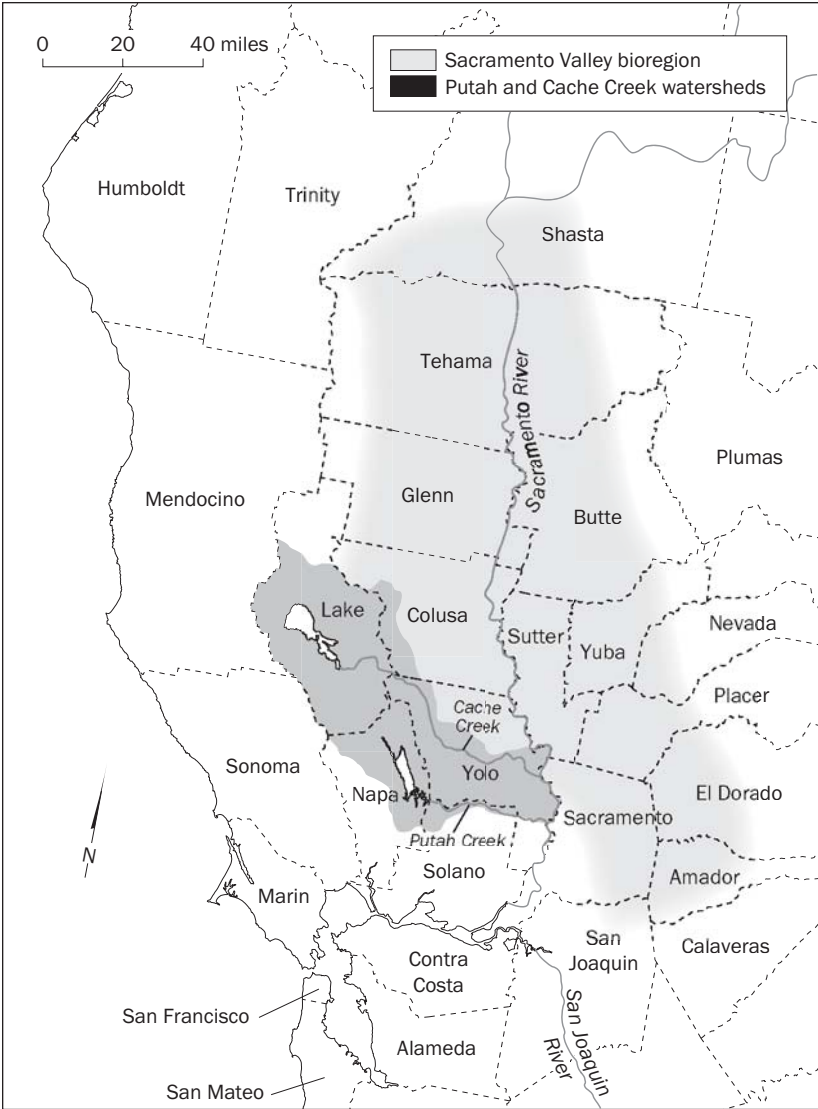 0 20 40 miles
Sacramento Valley bioregion
Putah and Cache Creek watersheds
Humboldt
Trinity
Shasta
Tehama
Sacramento River
Plumas
Mendocino
Glenn
Butte
Lake
Colusa
Sutter
Yuba
Nevada
Placer
Cache
Creek
Sonoma
Napa
Yolo
El Dorado
Sacramento
Putah Creek
N
Solano
Amador
Marin
San
Joaquin
Calaveras
Contra
Costa
San Francisco
San Joaquin
River
Alameda
San Mateo